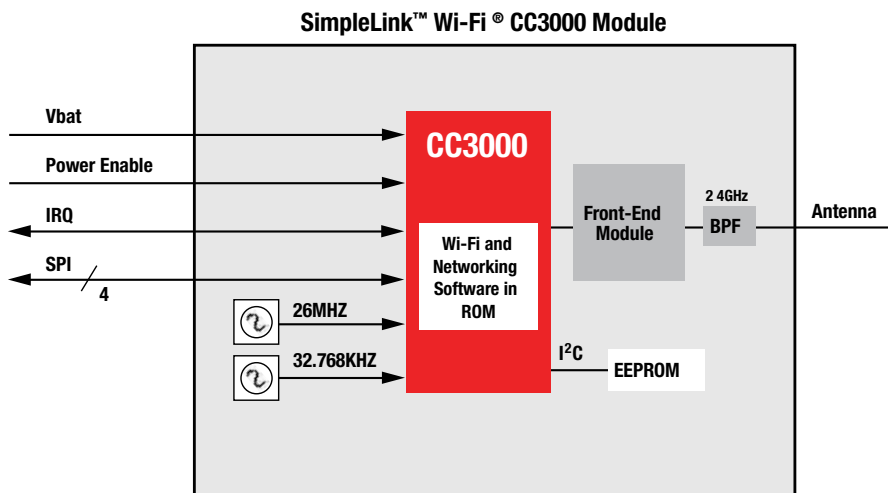 SimpleLink™ Wi-Fi ® CC3000 Module
Vbat
Power Enable
IRQ
SPI
4
26MHZ
32.768KHZ
CC3000
Wi-Fi and
Networking
Software in
ROM
Front-End
Module
2 4GHz
BPF
Antenna
I²C
EEPROM